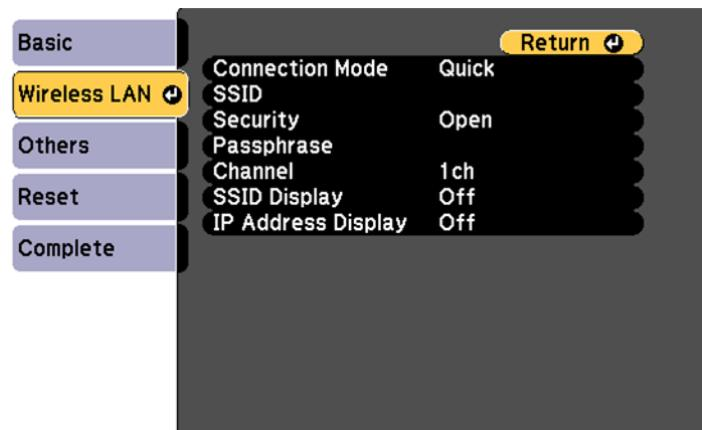 Basic
Wireless LAN
Others
Reset
Complete
Return
Connection Mode Quick
SSID
Security Open
Passphrase
Channel 1ch
SSID Display Off
IP Address Display Off